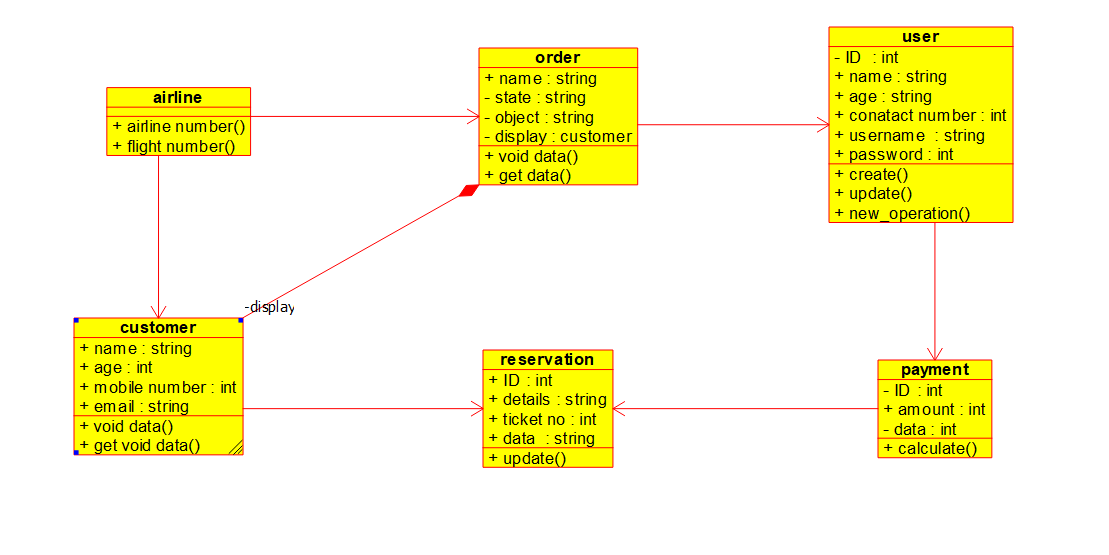 airline
+ airline number()
+ flight number()
order
+ name : string
- state : string
- object : string
- display : customer
+ void data()
+ get data()
user
- ID : int
+ name : string
+ age : string
+ conatact number : int
+ username : string
+ password : int
+ create()
+ update()
+ new_operation()
-display
customer
+ name : string
+ age : int
+ mobile number : int
+ email : string
+ void data()
+ get void data()
reservation
+ ID : int
+ details : string
+ ticket no : int
+ data : string
+ update()
payment
- ID : int
+ amount : int
- data : int
+ calculate()